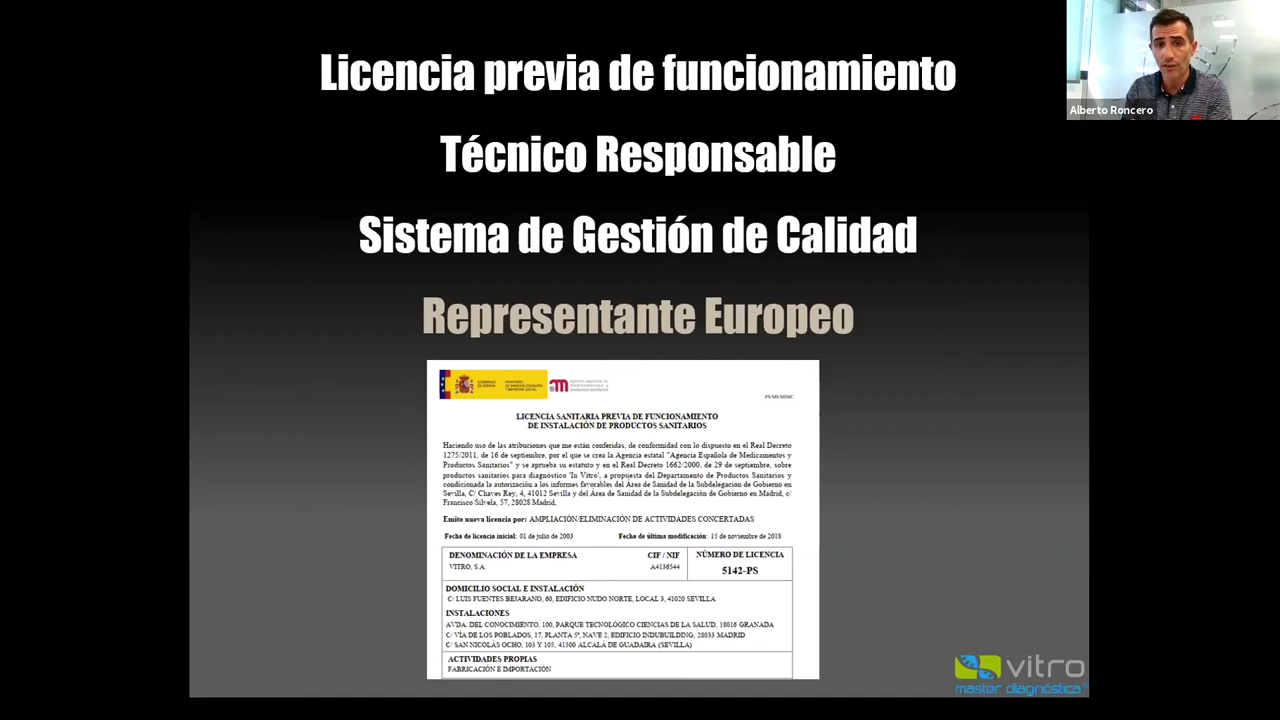 Licencia previa de funcionamiento
Alberto Roncero
Técnico Responsable
Sistema de Gestión de Calidad
Representante Europeo
LICENCIA SANITARIA PREVIA DE FUNCIONAMIENTO
DE INSTALACIÓN DE PRODUCTOS SANITARIOS
Haciendo uso de las atribuciones que me están conferidas, de conformidad con lo dispuesto en el Real Decreto
1275/2011, de 16 de septiembre, por el que se crea la Agencia estatal "Agencia Española de Medicamentos y
Productos Sanitarios" y se aprueba su estatuto y en el Real Decreto 1662/2000, de 29 de septiembre, sobre
productos sanitarios para diagnóstico 'In Vitro', a propuesta del Departamento de Productos Sanitarios y
condicionada la autorización a los informes favorables del Área de Sanidad de la Subdelegación de Gobierno en
Sevilla, C/ Chaves Rey, 4, 41012 Sevilla y del Área de Sanidad de la Subdelegación de Gobierno en Madrid, c/
Francisco Silvela, 57, 28028 Madrid,
Emito nueva licencia por: AMPLIACIÓN/ELIMINACIÓN DE ACTIVIDADES CONCERTADAS
Fecha de licencia inicial: 01 de julio de 2003 Fecha de última modificación: 15 de noviembre de 2018
DENOMINACIÓN DE LA EMPRESA CIF / NIF NÚMERO DE LICENCIA
VITRO, S.A. A4136544 5142-PS
DOMICILIO SOCIAL E INSTALACIÓN
C/ LUIS FUENTES BEJARANO, 60, EDIFICIO NUDO NORTE, LOCAL 3, 41020 SEVILLA
INSTALACIONES
AVDA. DEL CONOCIMIENTO, 100, PARQUE TECNOLÓGICO CIENCIAS DE LA SALUD, 18016 GRANADA
C/ VÍA DE LOS POBLADOS, 17, PLANTA 5ª, NAVE 2, EDIFICIO INDUBUILDING, 28033 MADRID
C/ SAN NICOLÁS OCHO, 103 Y 105, 41500 ALCALÁ DE GUADAIRA (SEVILLA)
ACTIVIDADES PROPIAS
FABRICACIÓN E IMPORTACIÓN
vitro
master diagnóstica